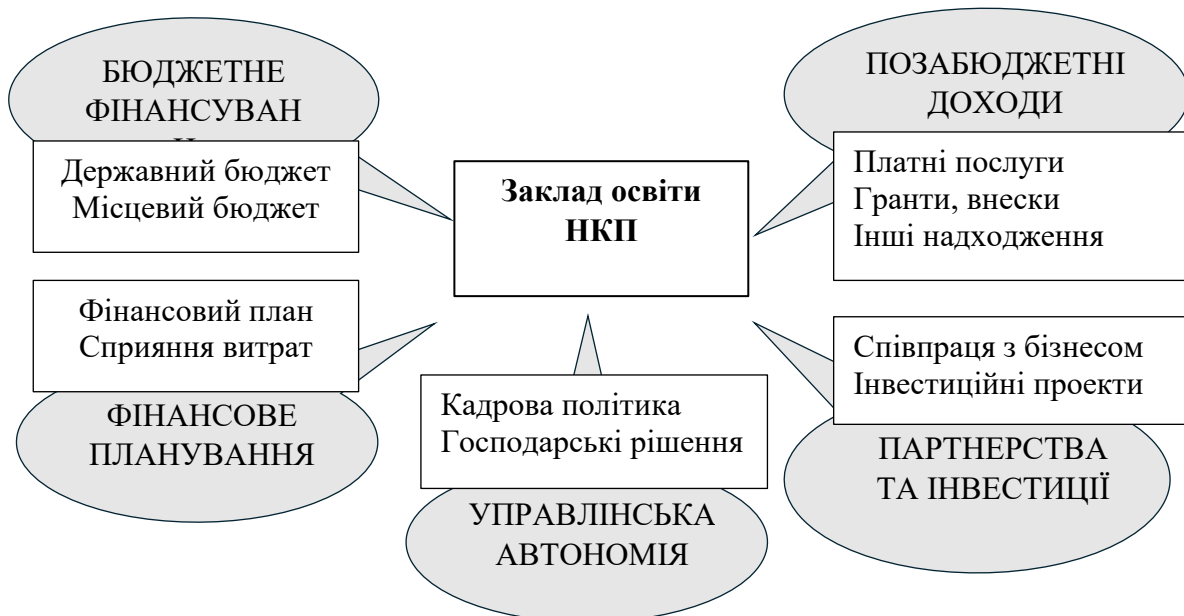 БЮДЖЕТНЕ
ФІНАНСУВАН
Державний бюджет
Місцевий бюджет
Заклад освіти
НКП
ПОЗАБЮДЖЕТНІ
ДОХОДИ
Платні послуги
Гранти, внески
Інші надходження
Фінансовий план
Сприяння витрат
ФІНАНСОВЕ
ПЛАНУВАННЯ
Кадрова політика
Господарські рішення
УПРАВЛІНСЬКА
АВТОНОМІЯ
Співпраця з бізнесом
Інвестиційні проекти
ПАРТНЕРСТВА
ТА ІНВЕСТИЦІЇ